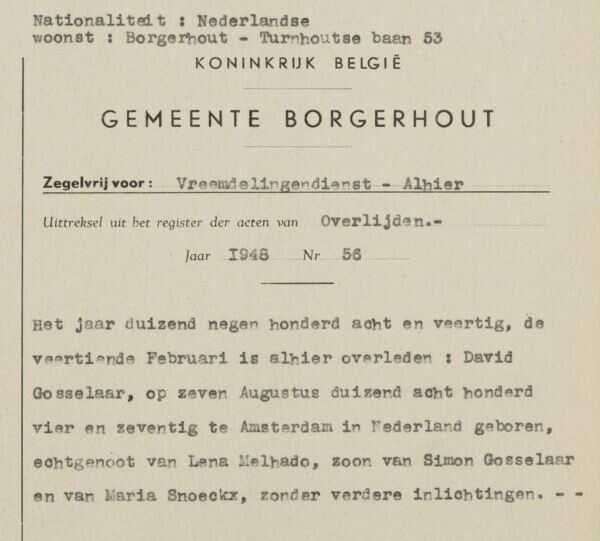 Nationaliteit : Nederlandse
woonst : Borgerhout - Turnhoutse baan 53
KONINKRIJK BELGIË
GEMEENTE BORGERHOUT
Zegelvrij voor : Vreemdelingendienst - Alhier
Uittreksel uit het register der acten van Overlijden.-
Jaar I948 Nr 56
Het jaar duizend negen honderd acht en veertig, de
veertiende Februari is alhier overleden : David
Gosselaar, op zeven Augustus duizend acht honderd
vier en zeventig te Amsterdam in Nederland geboren,
echtgenoot van Lena Melhado, zoon van Simon Gosselaar
en van Maria Snoeckx, zonder verdere inlichtingen. - -